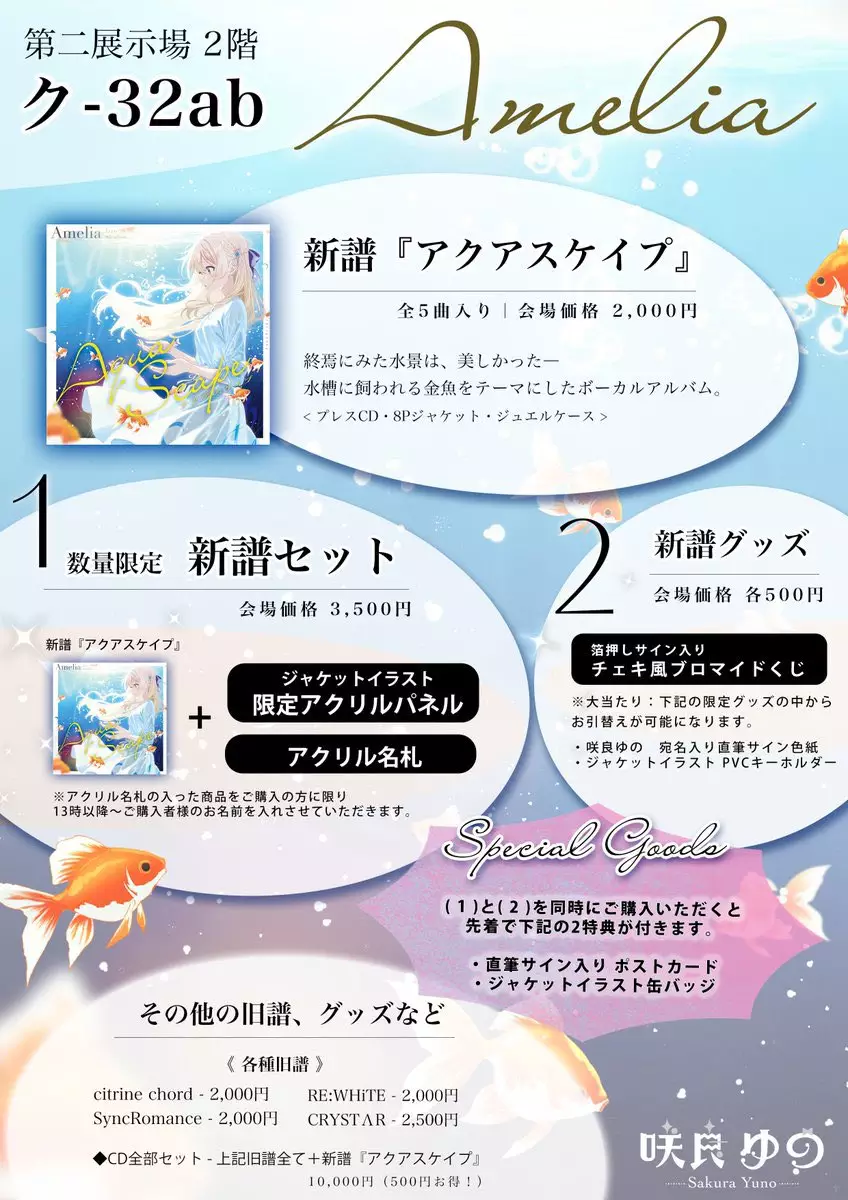 第二展示場 2階
ク-32ab
Amelia
Amelia
Aqua
Scape
新譜『アクアスケイプ』
全5曲入り | 会場価格 2,000円
終焉にみた水景は、美しかった―
水槽に飼われる金魚をテーマにしたボーカルアルバム。
< プレスCD・8Pジャケット・ジュエルケース >
1
数量限定 新譜セット
会場価格 3,500円
新譜『アクアスケイプ』
Amelia
Aqua
Scape
+
ジャケットイラスト
限定アクリルパネル
アクリル名札
※アクリル名札の入った商品をご購入の方に限り
13時以降～ご購入者様のお名前を入れさせていただきます。
2
新譜グッズ
会場価格 各500円
箔押しサイン入り
チェキ風ブロマイドくじ
※大当たり：下記の限定グッズの中から
お引替えが可能になります。
・咲良ゆの 宛名入り直筆サイン色紙
・ジャケットイラスト PVCキーホルダー
Special Goods
(1)と(2)を同時にご購入いただくと
先着で下記の2特典が付きます。
・直筆サイン入り ポストカード
・ジャケットイラスト缶バッジ
その他の旧譜、グッズなど
《 各種旧譜 》
citrine chord - 2,000円
RE:WHiTE - 2,000円
SyncRomance - 2,000円
CRYSTΛR - 2,500円
◆CD全部セット - 上記旧譜全て＋新譜『アクアスケイプ』
10,000円（500円お得！）
咲良ゆの
Sakura Yuno